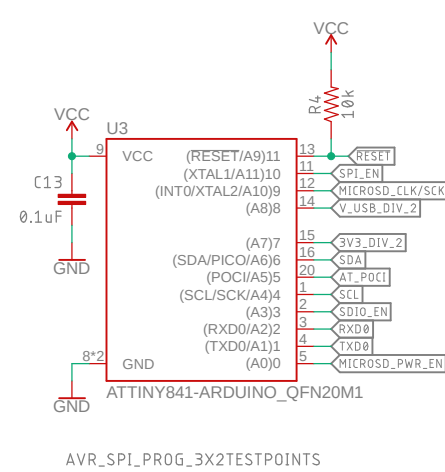 VCC
R4
10k
VCC
U3
9
VCC
(RESET/A9)11
13
RESET
(XTAL1/A11)10
11
SPI_EN
(INT0/XTAL2/A10)9
12
MICROSD_CLK/SCK
(A8)8
14
V_USB_DIV_2
C13
0.1uF
GND
(A7)7
15
3V3_DIV_2
(SDA/PICO/A6)6
16
SDA
(POCI/A5)5
20
AT_POCI
(SCL/SCK/A4)4
1
SCL
(A3)3
2
SDIO_EN
(RXD0/A2)2
3
RXD0
(TXD0/A1)1
4
TXD0
8*2
GND
(A0)0
5
MICROSD_PWR_EN
GND
ATTINY841-ARDUINO_QFN20M1
AVR_SPI_PROG_3X2TESTPOINTS